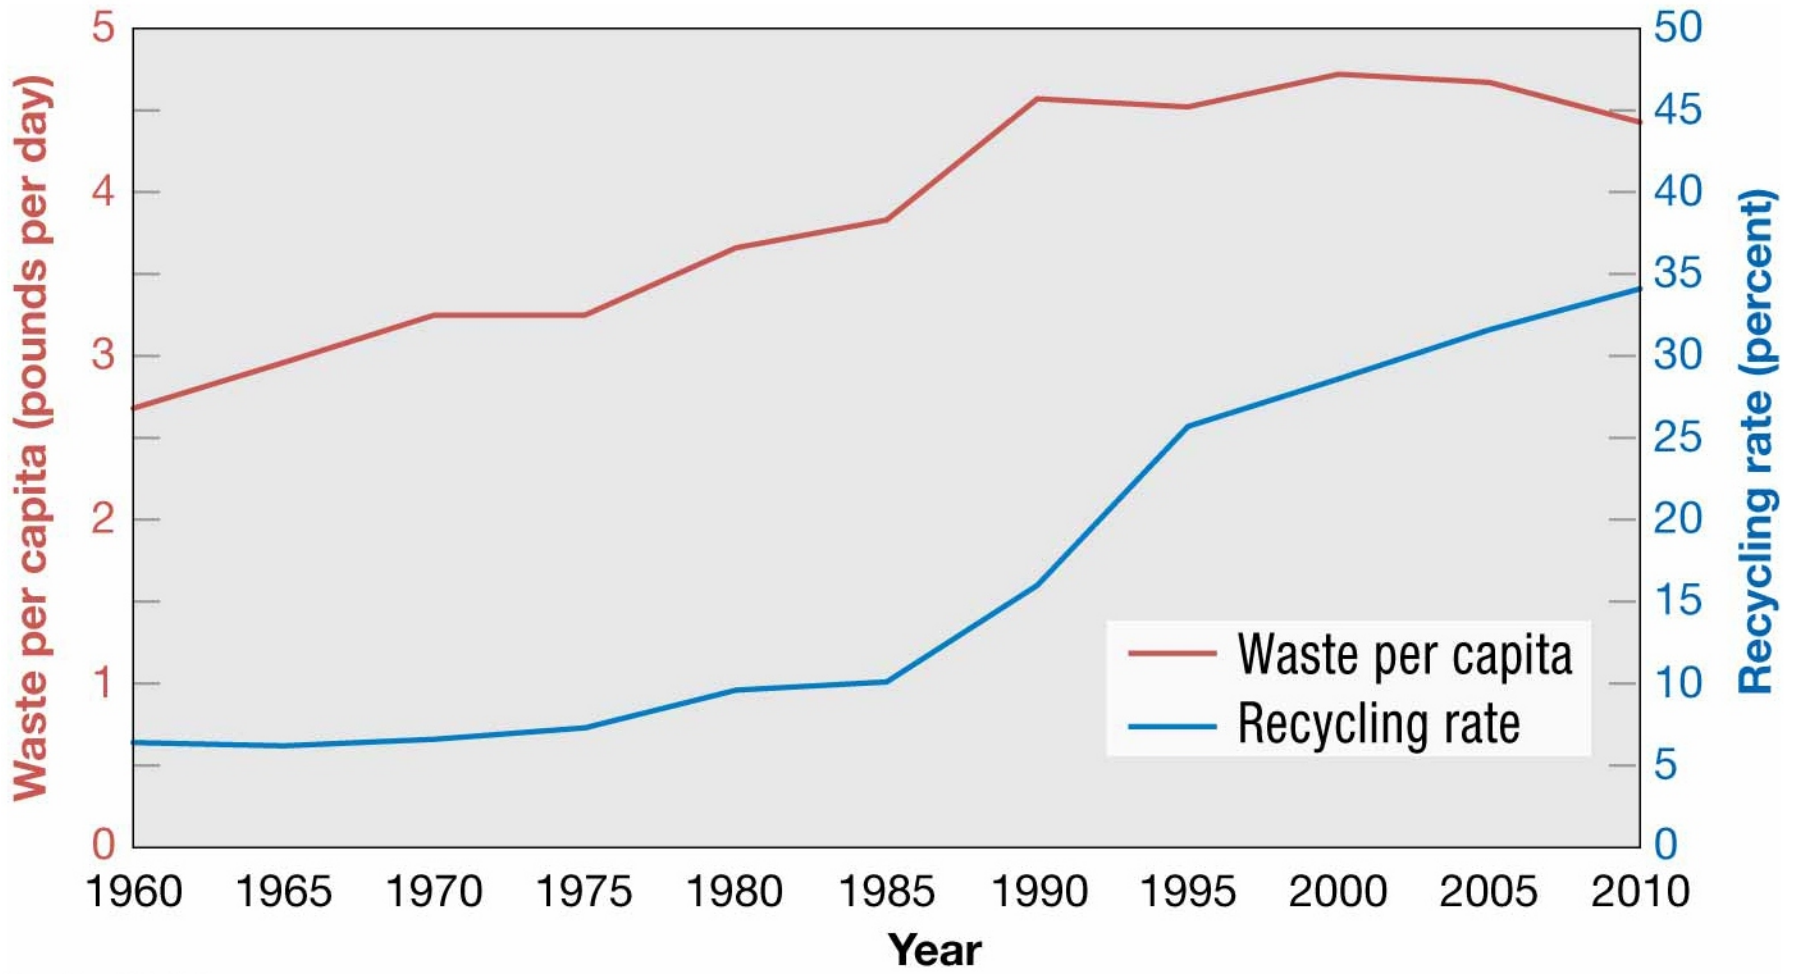 Waste per capita (pounds per day)
5
4
3
2
1
0
50
45
40
35
30
25
20
15
10
5
0
Recycling rate (percent)
Waste per capita
Recycling rate
1960 1965 1970 1975 1980 1985 1990 1995 2000 2005 2010
Year